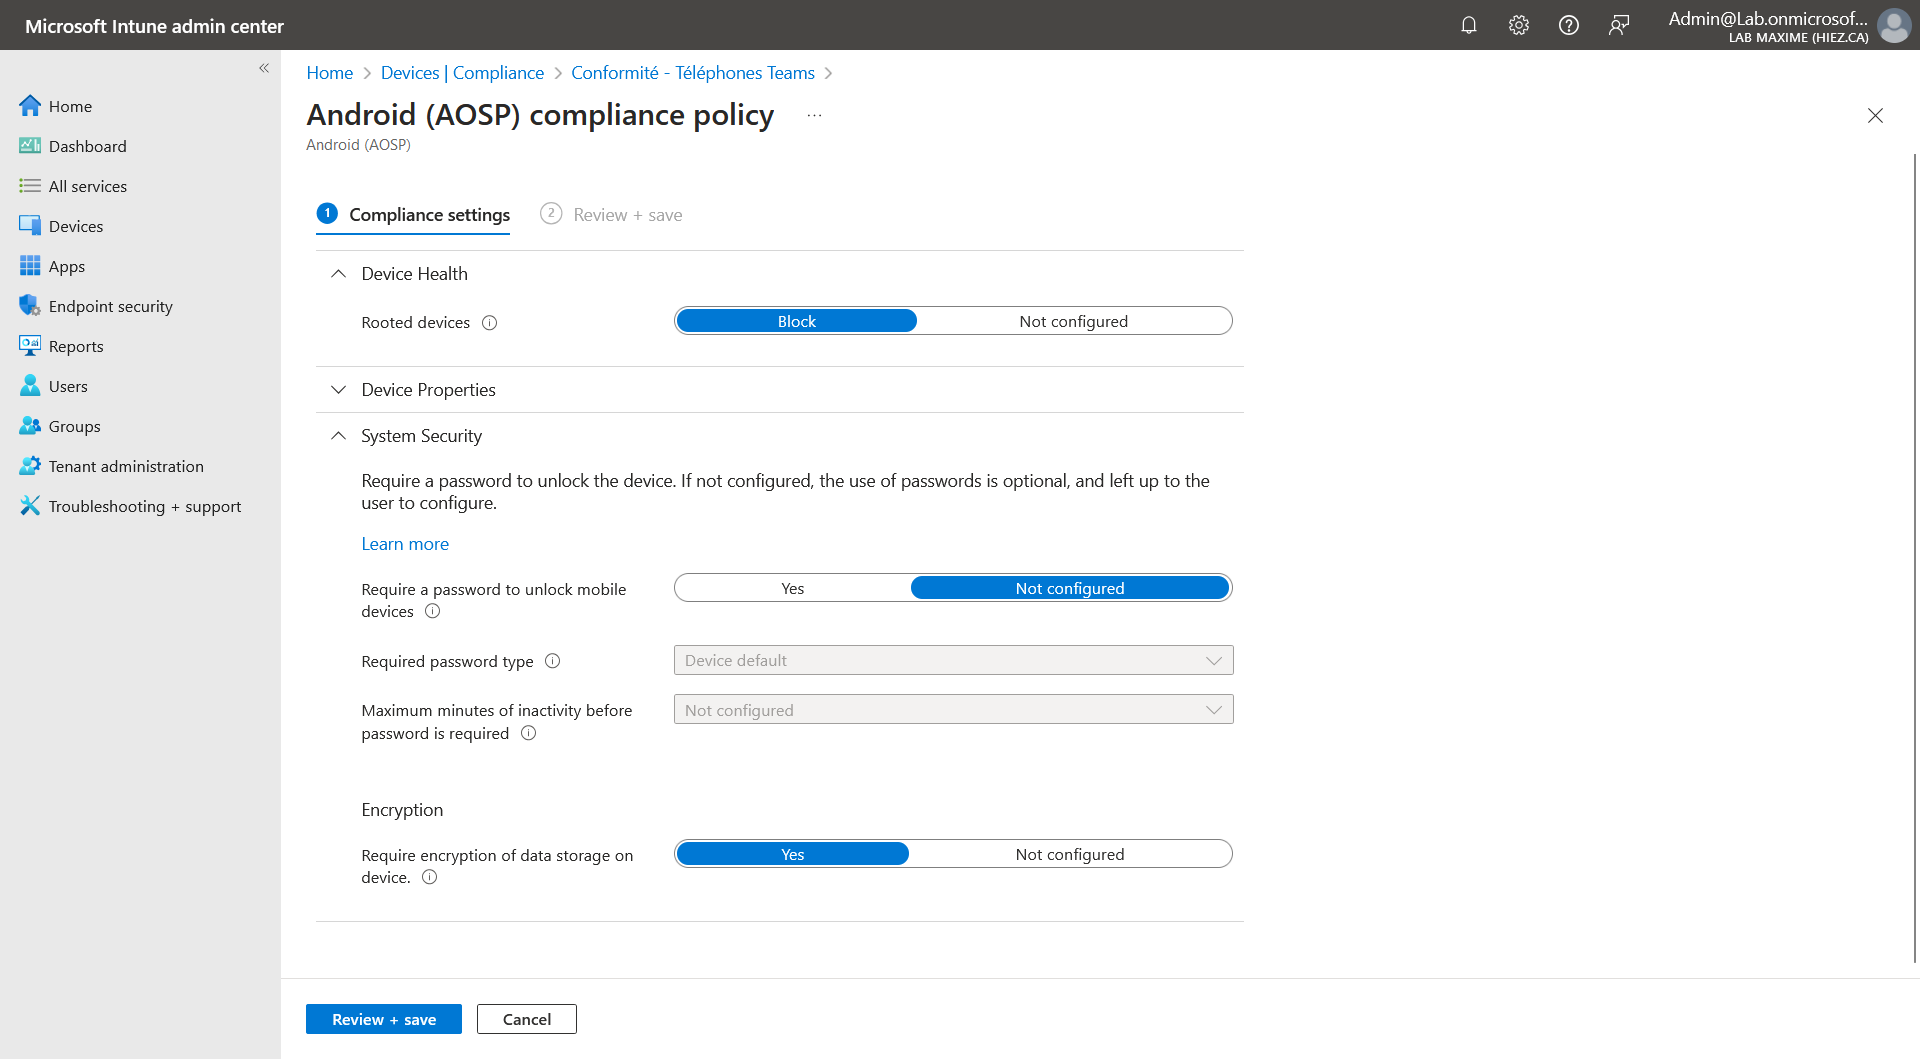 Microsoft Intune admin center
Admin@Lab.onmicrosof...
LAB MAXIME (HIEZ.CA)
Home
Dashboard
All services
Devices
Apps
Endpoint security
Reports
Users
Groups
Tenant administration
Troubleshooting + support
Home > Devices | Compliance > Conformité - Téléphones Teams >
Android (AOSP) compliance policy ...
Android (AOSP)
1 Compliance settings 2 Review + save
Device Health
Rooted devices Block Not configured
Device Properties
System Security
Require a password to unlock the device. If not configured, the use of passwords is optional, and left up to the
user to configure.
Learn more
Require a password to unlock mobile
devices
Yes Not configured
Required password type Device default
Maximum minutes of inactivity before
password is required
Not configured
Encryption
Require encryption of data storage on
device.
Yes Not configured
Review + save Cancel